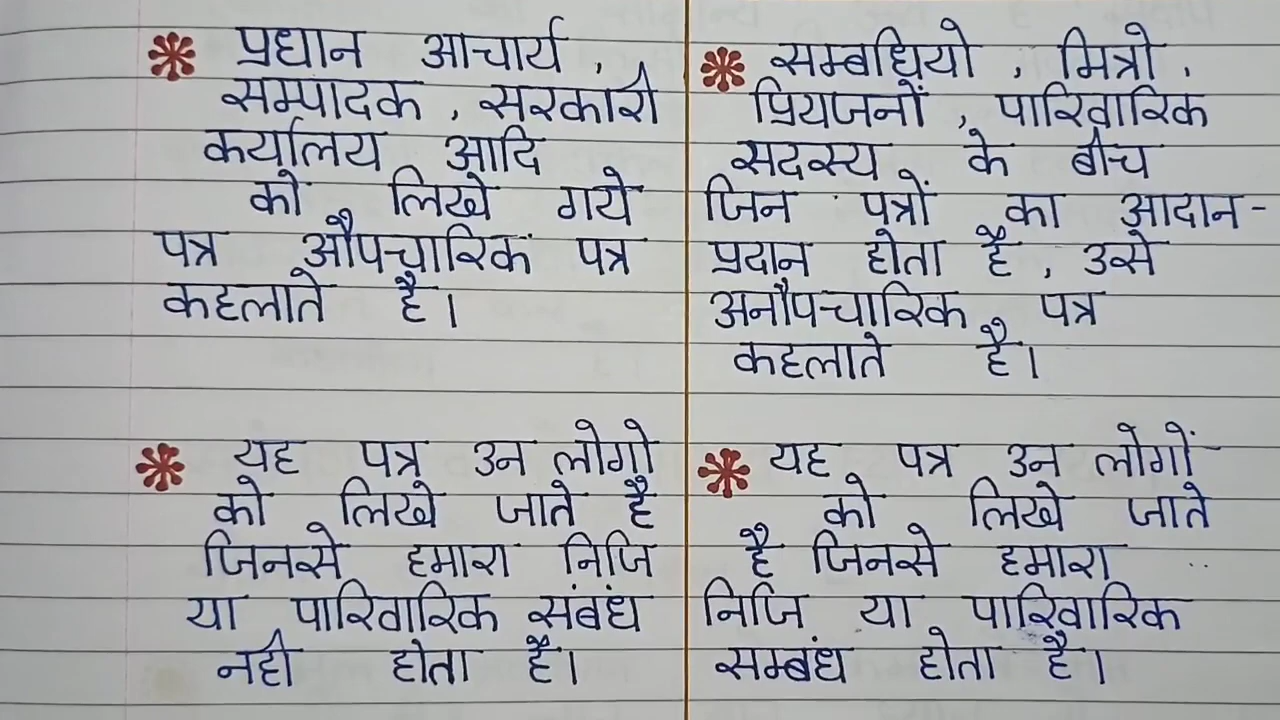 प्रधान आचार्य,
सम्पादक, सरकारी
कर्यालय आदि
को लिखे गये
पत्र औपचारिक पत्र
कहलाते है।
यह पत्र उन लोगो
को लिखे जाते है
जिनसे हमारा निजि
या पारिवारिक संबंध
नही होता है।
सम्बधियो, मित्रो,
प्रियजनों, पारिवारिक
सदस्य के बीच
जिन पत्रों का आदान-
प्रदान होता है, उसे
अनौपचारिक पत्र
कहलाते है।
यह पत्र उन लोगों
को लिखे जाते
है जिनसे हमारा
निजि या पारिवारिक
सम्बंध होता है।